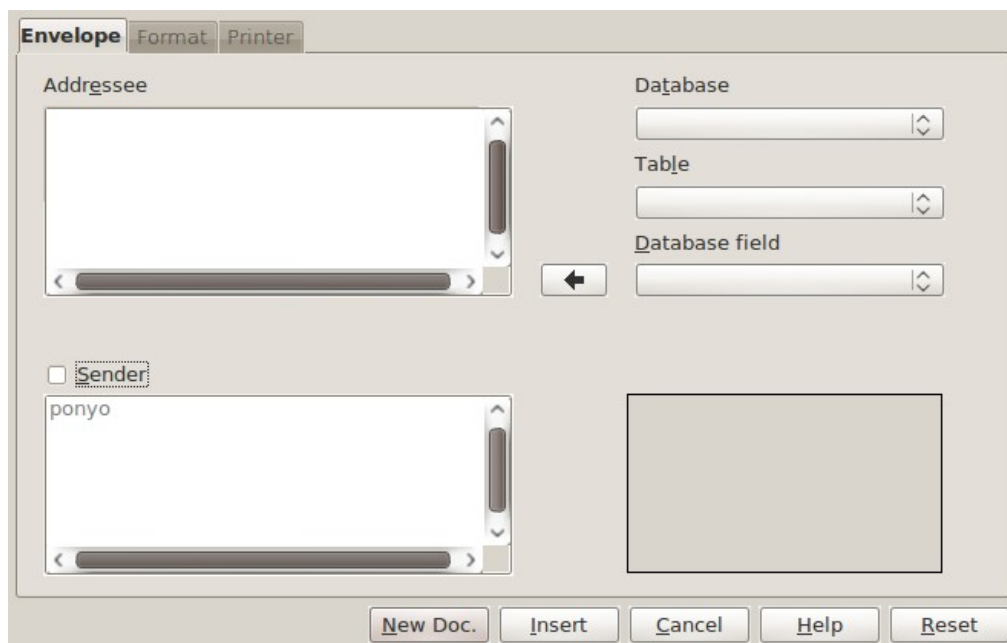 Envelope Format Printer
Addressee
Database
Table
Database field
Sender
ponyo
New Doc. Insert Cancel Help Reset